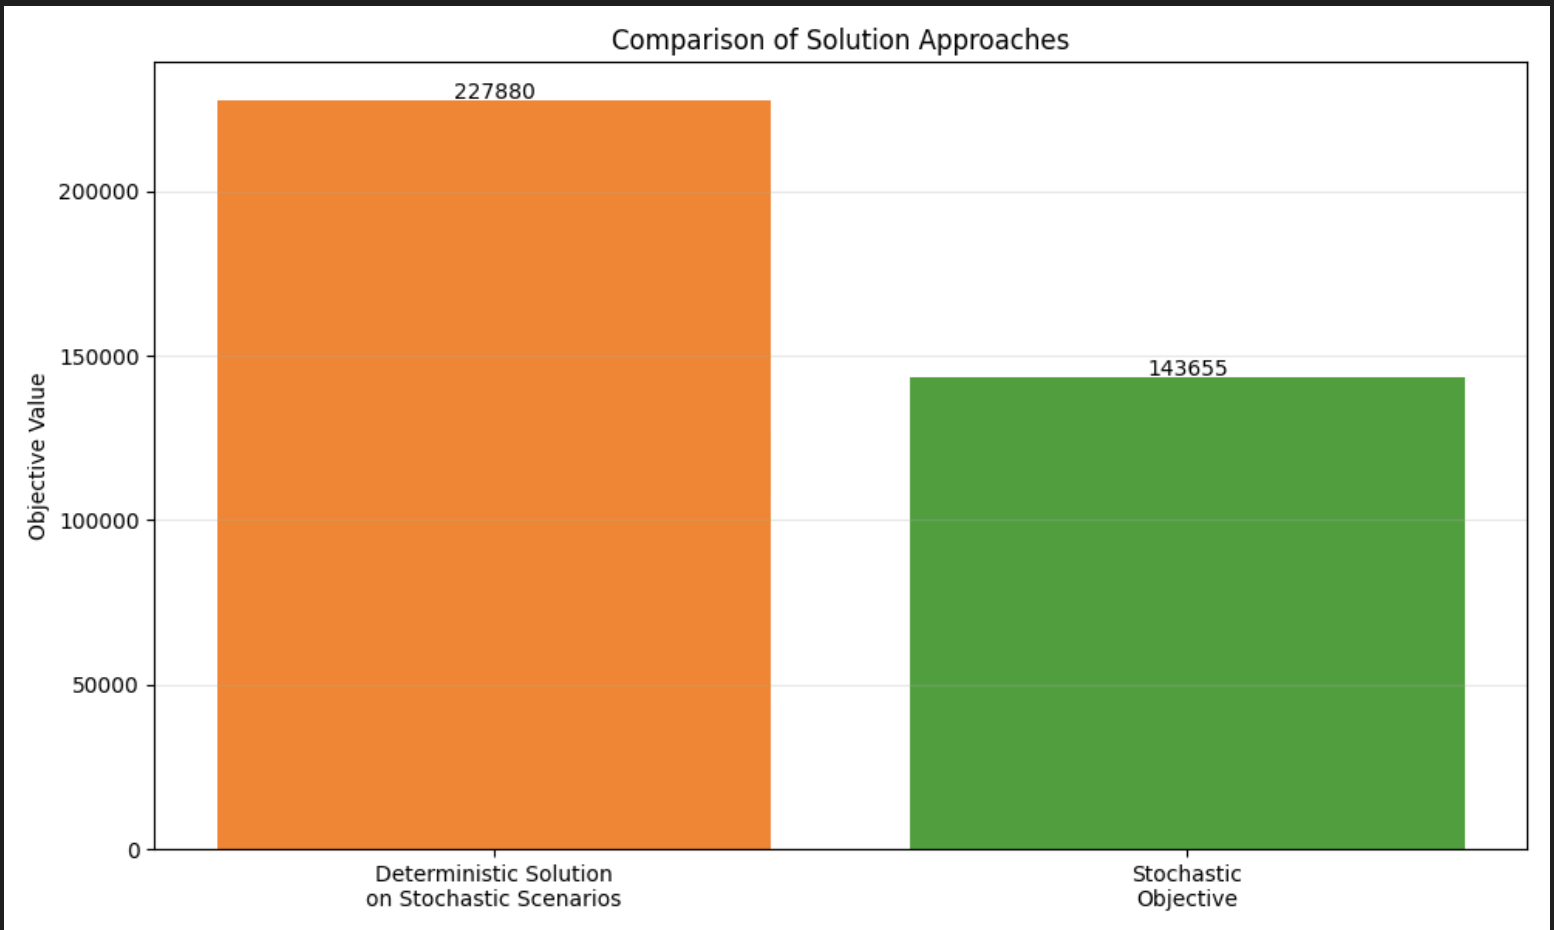 Comparison of Solution Approaches
227880
143655
200000
150000
100000
50000
0
Objective Value
Deterministic Solution
on Stochastic Scenarios
Stochastic
Objective